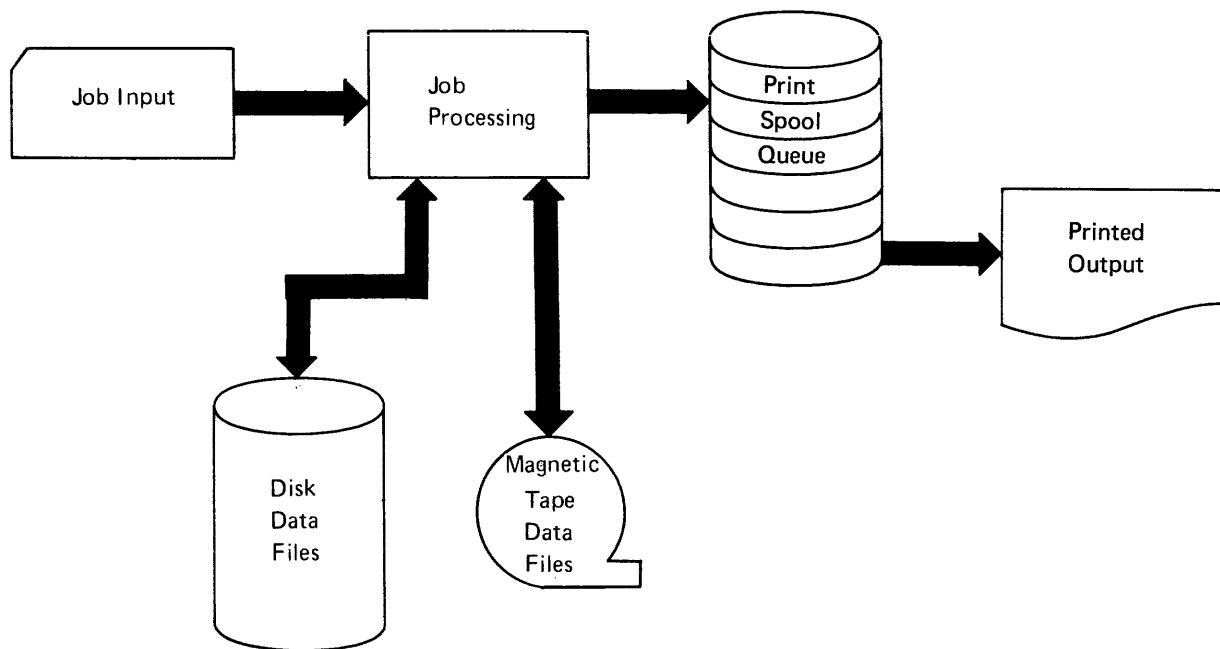 Job Input
Job
Processing
Print
Spool
Queue
Printed
Output
Disk
Data
Files
Magnetic
Tape
Data
Files